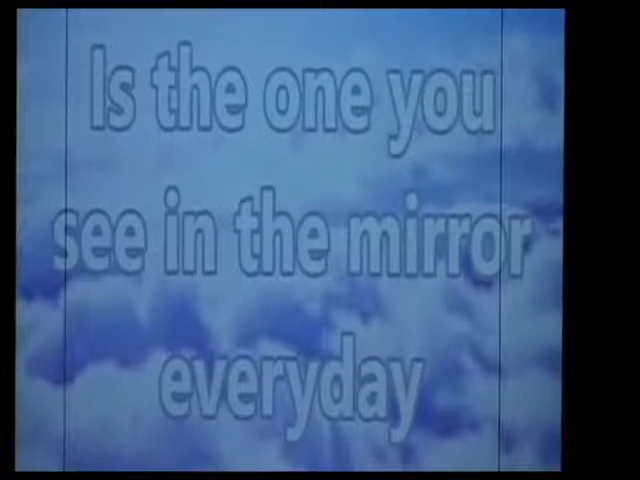 Is the one you
see in the mirror
everyday